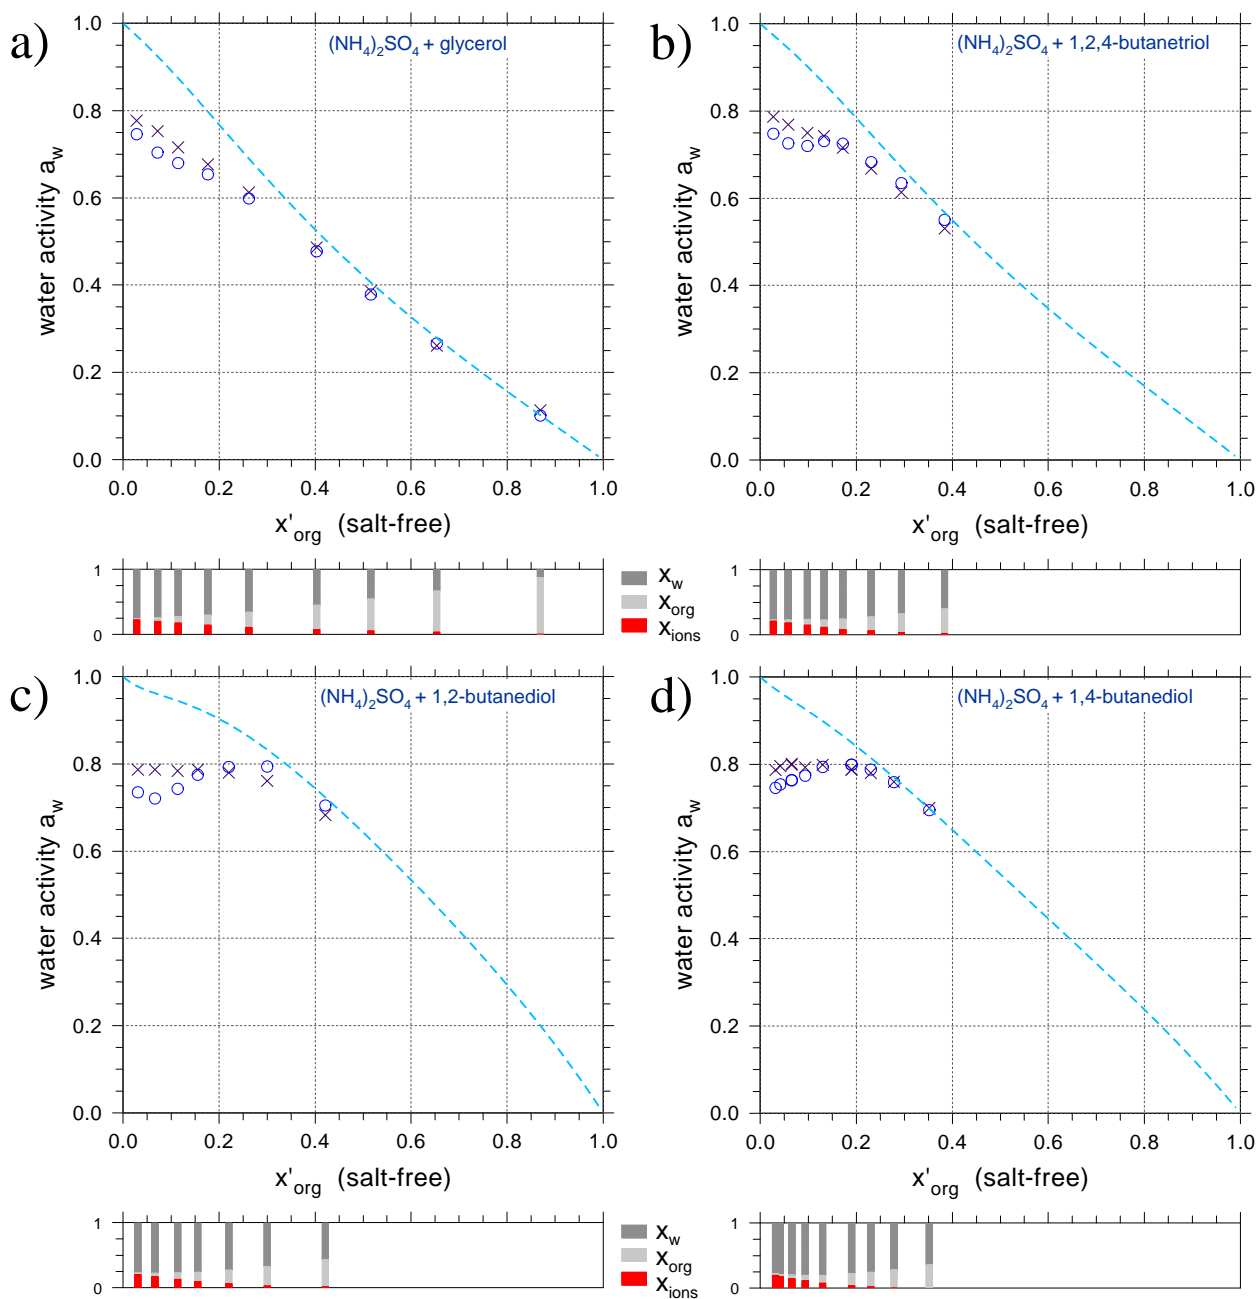 a)
(NH4)2SO4 + glycerol
water activity aw
1.0
0.8
0.6
0.4
0.2
0.0
0.0 0.2 0.4 0.6 0.8 1.0
x'org (salt-free)
1
0
xw
xorg
xions
b)
(NH4)2SO4 + 1,2,4-butanetriol
water activity aw
1.0
0.8
0.6
0.4
0.2
0.0
0.0 0.2 0.4 0.6 0.8 1.0
x'org (salt-free)
1
0
c)
(NH4)2SO4 + 1,2-butanediol
water activity aw
1.0
0.8
0.6
0.4
0.2
0.0
0.0 0.2 0.4 0.6 0.8 1.0
x'org (salt-free)
1
0
xw
xorg
xions
d)
(NH4)2SO4 + 1,4-butanediol
water activity aw
1.0
0.8
0.6
0.4
0.2
0.0
0.0 0.2 0.4 0.6 0.8 1.0
x'org (salt-free)
1
0